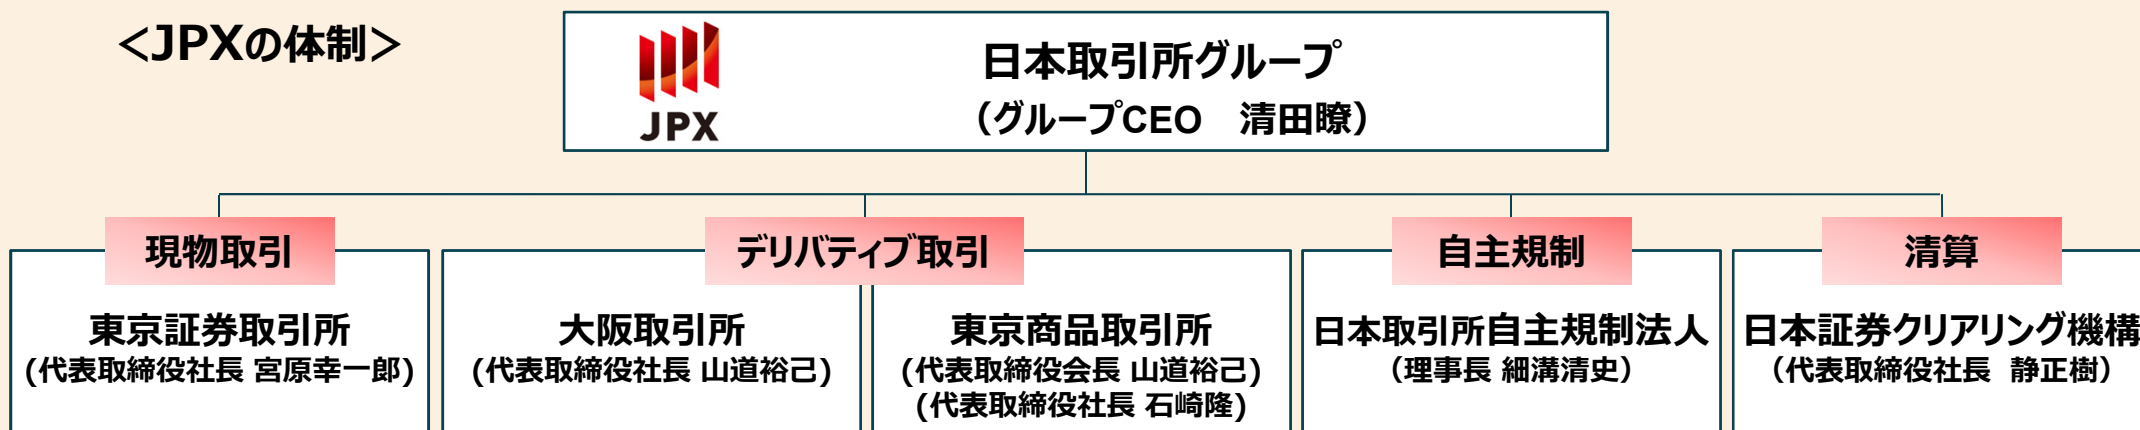 ＜JPXの体制＞
JPX
日本取引所グループ
（グループCEO　清田瞭）
現物取引
東京証券取引所
(代表取締役社長 宮原幸一郎)
デリバティブ取引
大阪取引所
(代表取締役社長 山道裕己)
東京商品取引所
(代表取締役会長 山道裕己)
(代表取締役社長 石崎隆)
自主規制
日本取引所自主規制法人
（理事長 細溝清史）
清算
日本証券クリアリング機構
（代表取締役社長 静正樹）